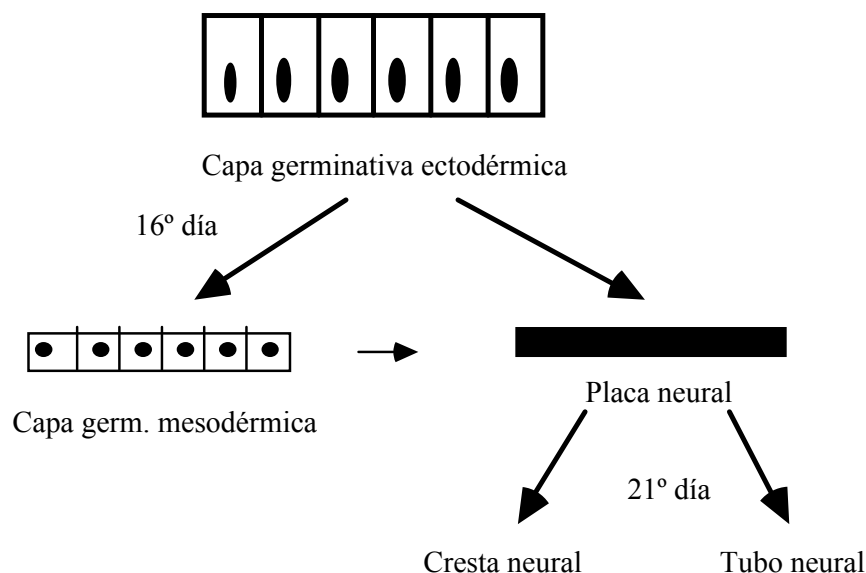 Capa germinativa ectodérmica
16º día
Capa germ. mesodérmica
Placa neural
21º día
Cresta neural
Tubo neural